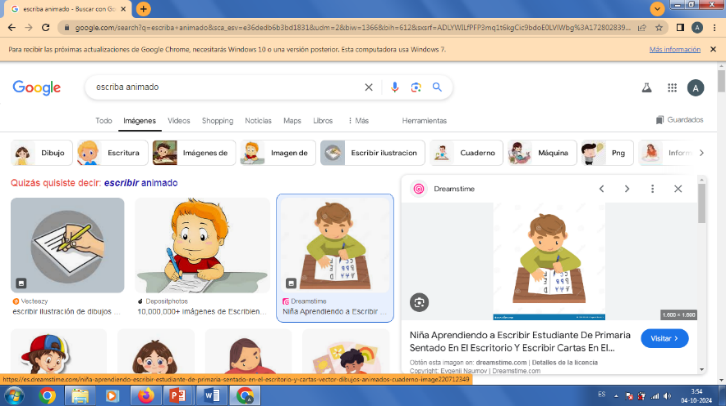 escriba animado - Buscar con Go
google.com/search?q=escriba+animado&sca_esv=e36dedb6b3bd1831&udm=2&biw=1366&bih=612&sxsrf=ADLYWILfPFP3mq1t6kgCic9bdoE0LVlWbg%3A172802839...
A
Para recibir las próximas actualizaciones de Google Chrome, necesitarás Windows 10 o una versión posterior. Esta computadora usa Windows 7.
Más información
Google
escriba animado
A
Todo Imágenes Videos Shopping Noticias Maps Libros Más Herramientas
Guardados
Dibujo Escritura Imágenes de Imagen de Escribir ilustracion Cuaderno Máquina Png Inform
Quizás quisiste decir: escribir animado
Dreamstime
Vecteezy
escribir ilustración de dibujos ...
Depositphotos
10,000,000+ imágenes de Escribien...
Dreamstime
Niña Aprendiendo a Escribir ...
1.600 × 1.690
Niña Aprendiendo a Escribir Estudiante De Primaria
Sentado En El Escritorio Y Escribir Cartas En El...
Visitar
Obtén esta imagen en: dreamstime.com | Detalles de la licencia
Copyright: Evgenii Naumov | Dreamstime.com
https://es.dreamstime.com/niña-aprendiendo-escribir-estudiante-de-primaria-sentado-en-el-escritorio-y-cartas-vector-dibujos-animados-cuaderno-image220712349
ES
3:54
04-10-2024